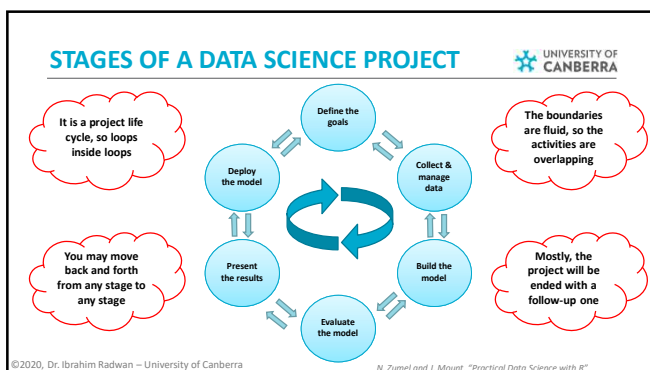 STAGES OF A DATA SCIENCE PROJECT
UNIVERSITY OF
CANBERRA
It is a project life
cycle, so loops
inside loops
Define the
goals
The boundaries
are fluid, so the
activities are
overlapping
Deploy
the model
Collect &
manage
data
You may move
back and forth
from any stage to
any stage
Present
the results
Build the
model
Mostly, the
project will be
ended with a
follow-up one
Evaluate
the model
©2020, Dr. Ibrahim Radwan – University of Canberra
N. Zumel and J. Mount, "Practical Data Science with R"